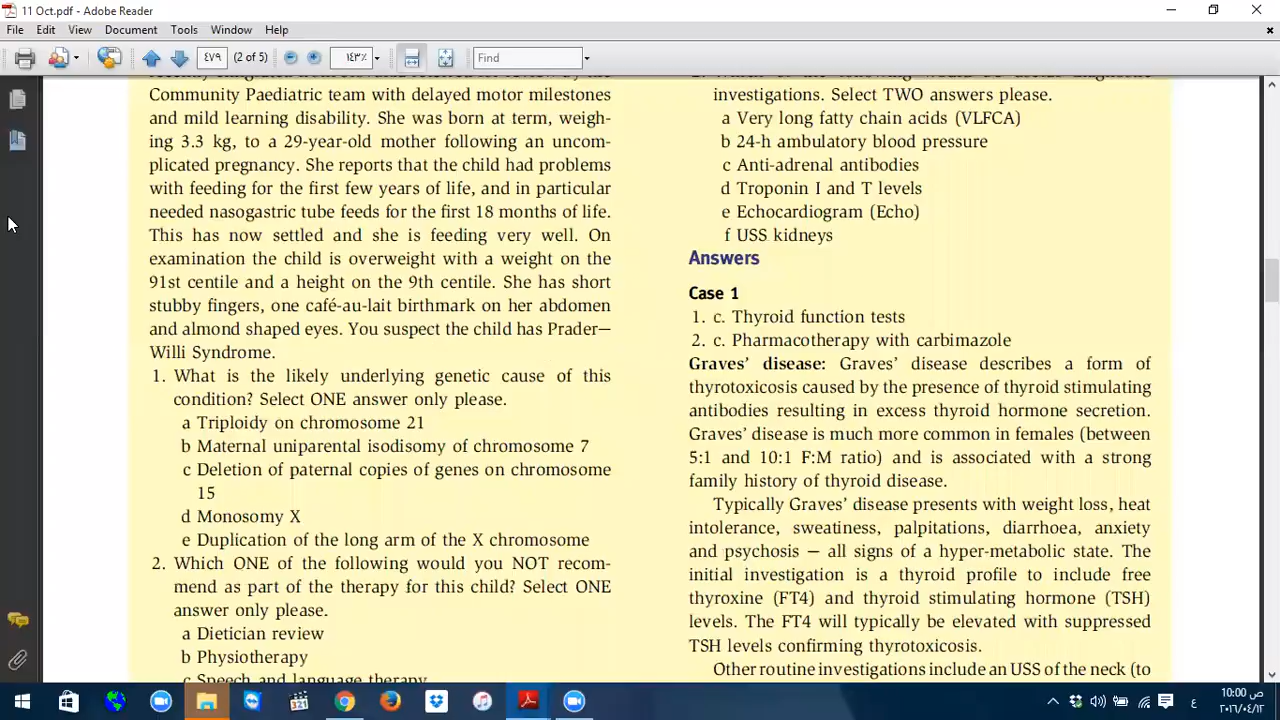 11 Oct.pdf - Adobe Reader
File Edit View Document Tools Window Help
٤٧٩ (2 of 5) ١٤٣٪ Find
Community Paediatric team with delayed motor milestones
and mild learning disability. She was born at term, weigh-
ing 3.3 kg, to a 29-year-old mother following an uncom-
plicated pregnancy. She reports that the child had problems
with feeding for the first few years of life, and in particular
needed nasogastric tube feeds for the first 18 months of life.
This has now settled and she is feeding very well. On
examination the child is overweight with a weight on the
91st centile and a height on the 9th centile. She has short
stubby fingers, one café-au-lait birthmark on her abdomen
and almond shaped eyes. You suspect the child has Prader—
Willi Syndrome.
1. What is the likely underlying genetic cause of this
condition? Select ONE answer only please.
a Triploidy on chromosome 21
b Maternal uniparental isodisomy of chromosome 7
c Deletion of paternal copies of genes on chromosome
15
d Monosomy X
e Duplication of the long arm of the X chromosome
2. Which ONE of the following would you NOT recom-
mend as part of the therapy for this child? Select ONE
answer only please.
a Dietician review
b Physiotherapy
c Speech and language therapy
investigations. Select TWO answers please.
a Very long fatty chain acids (VLFCA)
b 24-h ambulatory blood pressure
c Anti-adrenal antibodies
d Troponin I and T levels
e Echocardiogram (Echo)
f USS kidneys
Answers
Case 1
1. c. Thyroid function tests
2. c. Pharmacotherapy with carbimazole
Graves' disease: Graves' disease describes a form of
thyrotoxicosis caused by the presence of thyroid stimulating
antibodies resulting in excess thyroid hormone secretion.
Graves' disease is much more common in females (between
5:1 and 10:1 F:M ratio) and is associated with a strong
family history of thyroid disease.
Typically Graves' disease presents with weight loss, heat
intolerance, sweatiness, palpitations, diarrhoea, anxiety
and psychosis — all signs of a hyper-metabolic state. The
initial investigation is a thyroid profile to include free
thyroxine (FT4) and thyroid stimulating hormone (TSH)
levels. The FT4 will typically be elevated with suppressed
TSH levels confirming thyrotoxicosis.
Other routine investigations include an USS of the neck (to
321
ع
10:00 ص
٢٠١٦/٠٤/١٢